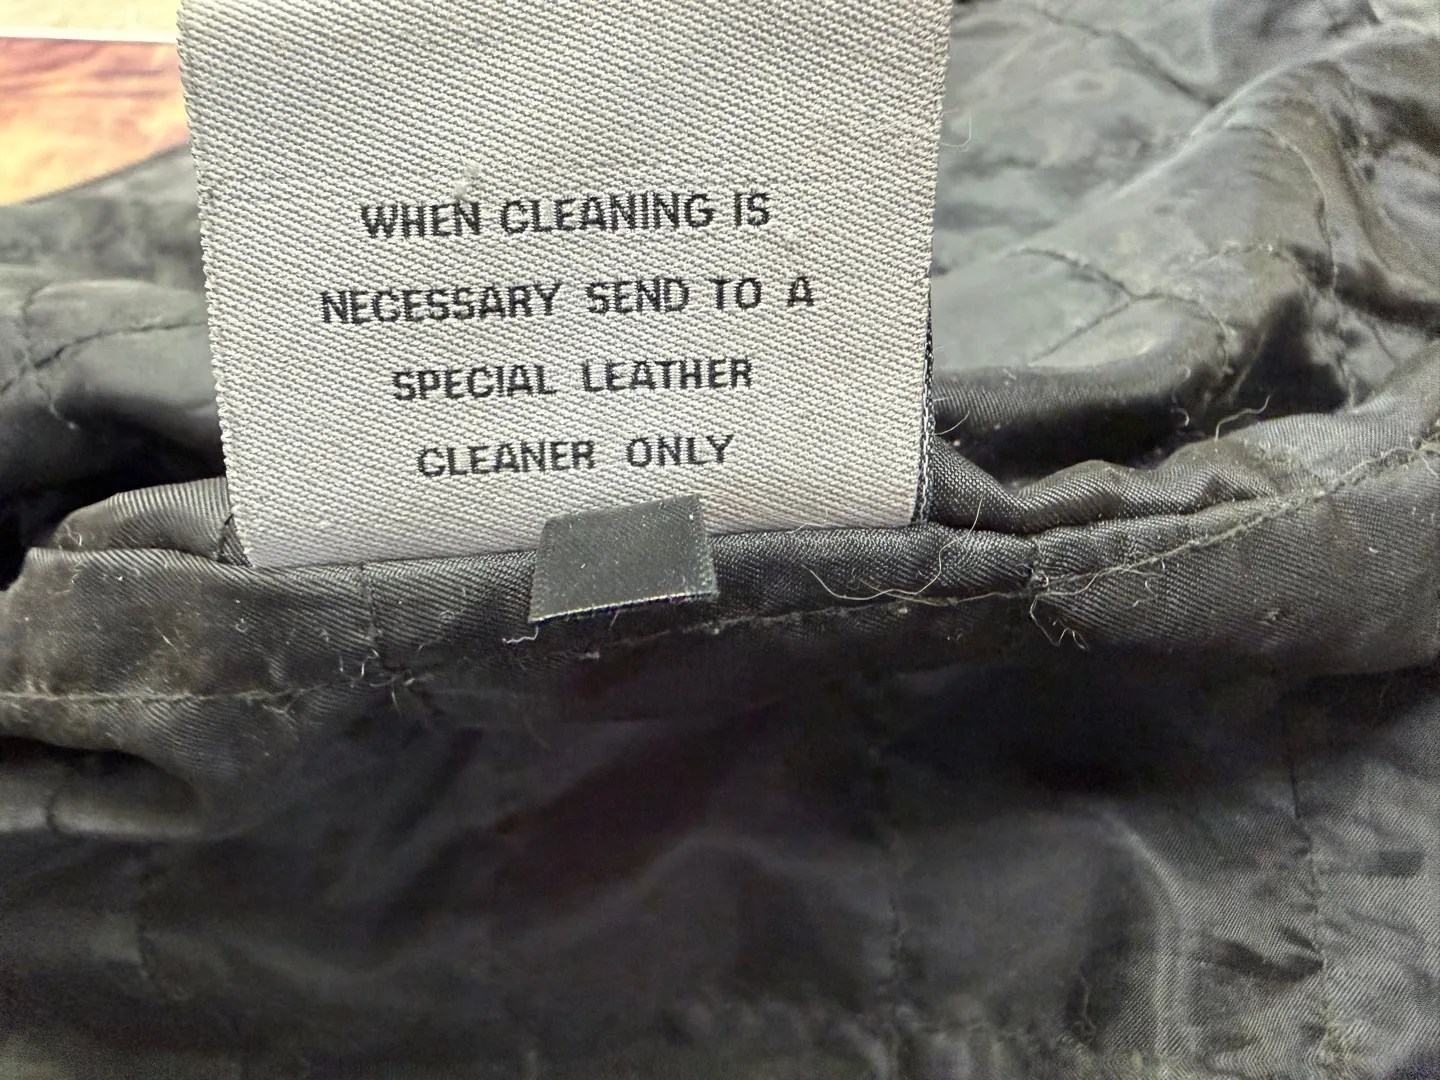 WHEN CLEANING IS
NECESSARY SEND TO A
SPECIAL LEATHER
CLEANER ONLY